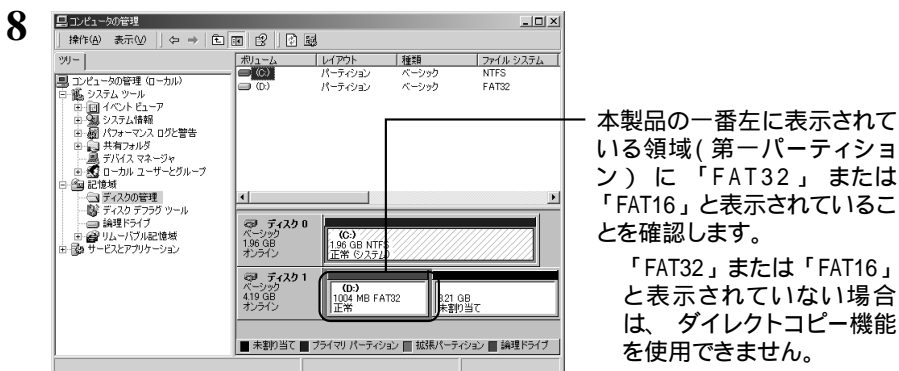 8
コンピュータの管理
操作(A) 表示(V)
ツリー
コンピュータの管理 (ローカル)
システム ツール
イベント ビューア
システム情報
パフォーマンス ログと警告
共有フォルダ
デバイス マネージャ
ローカル ユーザーとグループ
記憶域
ディスクの管理
ディスク デフラグ ツール
論理ドライブ
リムーバブル記憶域
サービスとアプリケーション
ボリューム レイアウト 種類 ファイル システム
(C:) パーティション ベーシック NTFS
(D:) パーティション ベーシック FAT32
ディスク 0
ベーシック
1.96 GB
オンライン
(C:)
1.96 GB NTFS
正常 (システム)
ディスク 1
ベーシック
4.19 GB
オンライン
(D:)
1004 MB FAT32
正常
3.21 GB
未割り当て
未割り当て プライマリ パーティション 拡張パーティション 論理ドライブ
本製品の一番左に表示されて
いる領域(第一パーティショ
ン)に「FAT32」または
「FAT16」と表示されているこ
とを確認します。
「FAT32」または「FAT16」
と表示されていない場合
は、ダイレクトコピー機能
を使用できません。